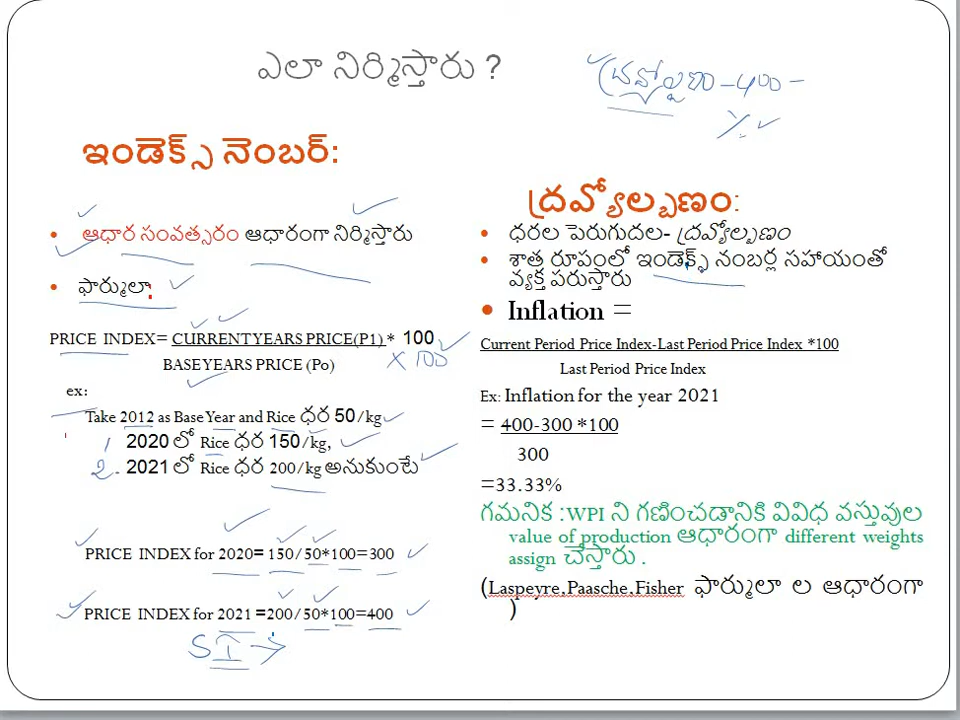 ఎలా నిర్మిస్తారు ?
ద్రవ్యోల్బణం-400-
%
ఇండెక్స్ నెంబర్:
ఆధార సంవత్సరం ఆధారంగా నిర్మిస్తారు
ఫార్ములా:
PRICE INDEX= CURRENTYEARS PRICE(P1) * 100
BASEYEARS PRICE (Po)
X 100
ex:
Take 2012 as Base Year and Rice ధర 50/kg
1 2020 లో Rice ధర 150/kg,
2. 2021 లో Rice ధర 200/kg అనుకుంటే
PRICE INDEX for 2020= 150/50*100=300
PRICE INDEX for 2021 =200/50*100=400
SI
ద్రవ్యోల్బణం:
ధరల పెరుగుదల- ద్రవ్యోల్బణం
శాత్ర రూపంలో ఇండెక్స్ నంబర్ల సహాయంతో
వ్యక్త పరుస్తారు
Inflation =
Current Period Price Index-Last Period Price Index *100
Last Period Price Index
Ex: Inflation for the year 2021
= 400-300 *100
300
=33.33%
గమనిక :WPI ని గణించడానికి వివిధ వస్తువుల
value of production ఆధారంగా different weights
assign చేస్తారు .
(Laspeyre,Paasche,Fisher ఫార్ములా ల ఆధారంగా
)